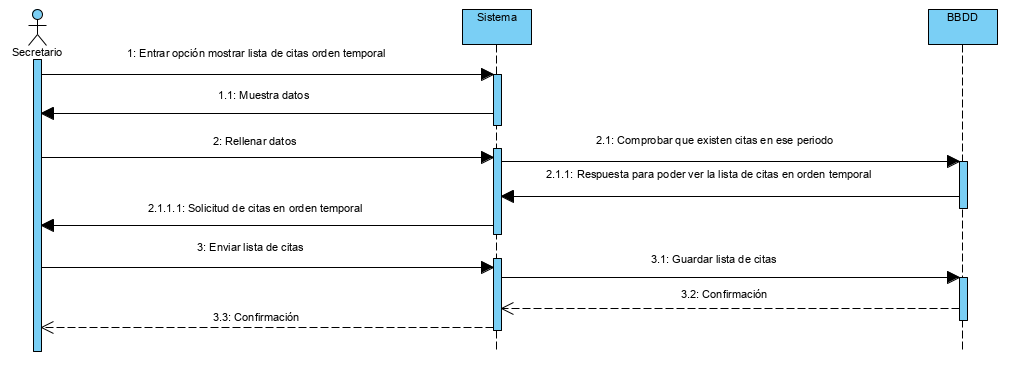 Sistema
BBDD
Secretario
1: Entrar opción mostrar lista de citas orden temporal
1.1: Muestra datos
2: Rellenar datos
2.1: Comprobar que existen citas en ese periodo
2.1.1: Respuesta para poder ver la lista de citas en orden temporal
2.1.1.1: Solicitud de citas en orden temporal
3: Enviar lista de citas
3.1: Guardar lista de citas
3.2: Confirmación
3.3: Confirmación